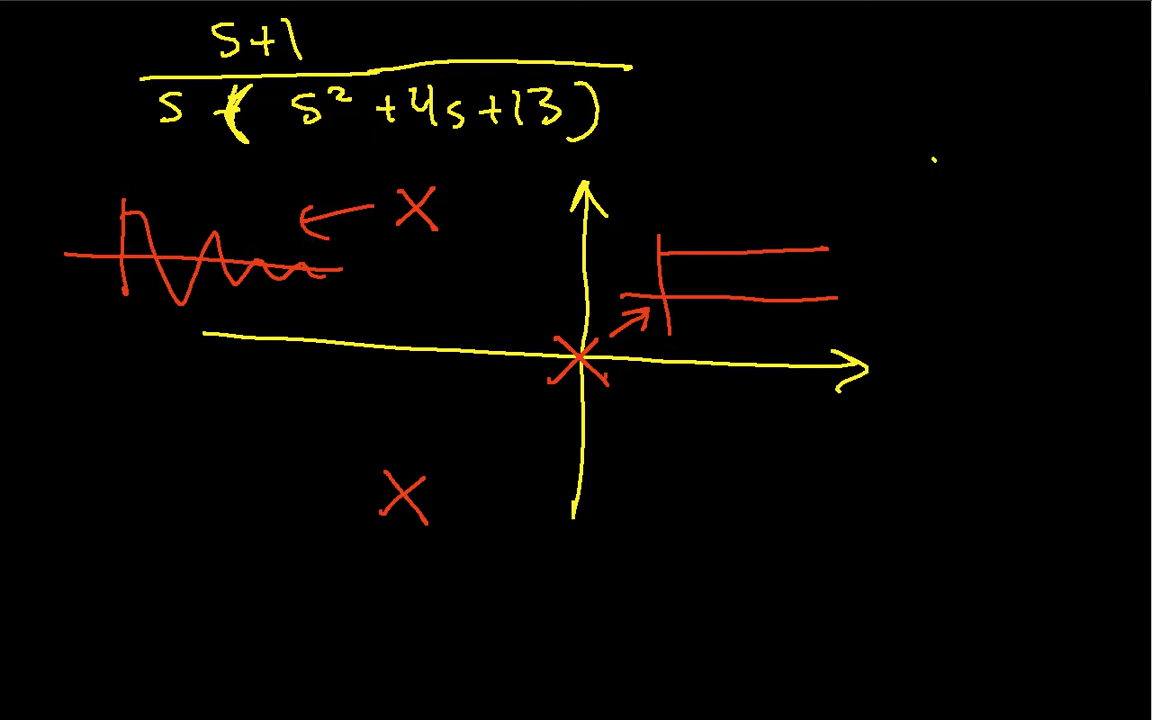 s+1
s ( s² + 4s + 13 )